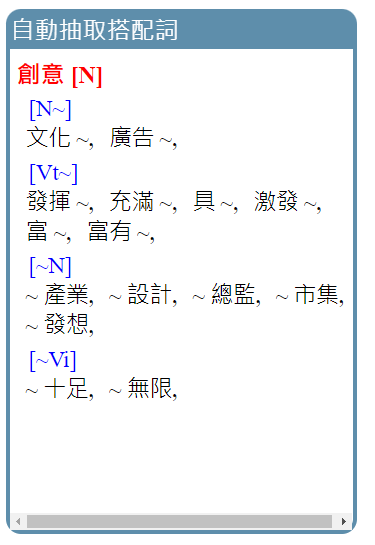 自動抽取搭配詞
創意 [N]
[N~]
文化 ~, 廣告 ~,
[Vt~]
發揮 ~, 充滿 ~, 具 ~, 激發 ~,
富 ~, 富有 ~,
[~N]
~ 產業, ~ 設計, ~ 總監, ~ 市集,
~ 發想,
[~Vi]
~ 十足, ~ 無限,